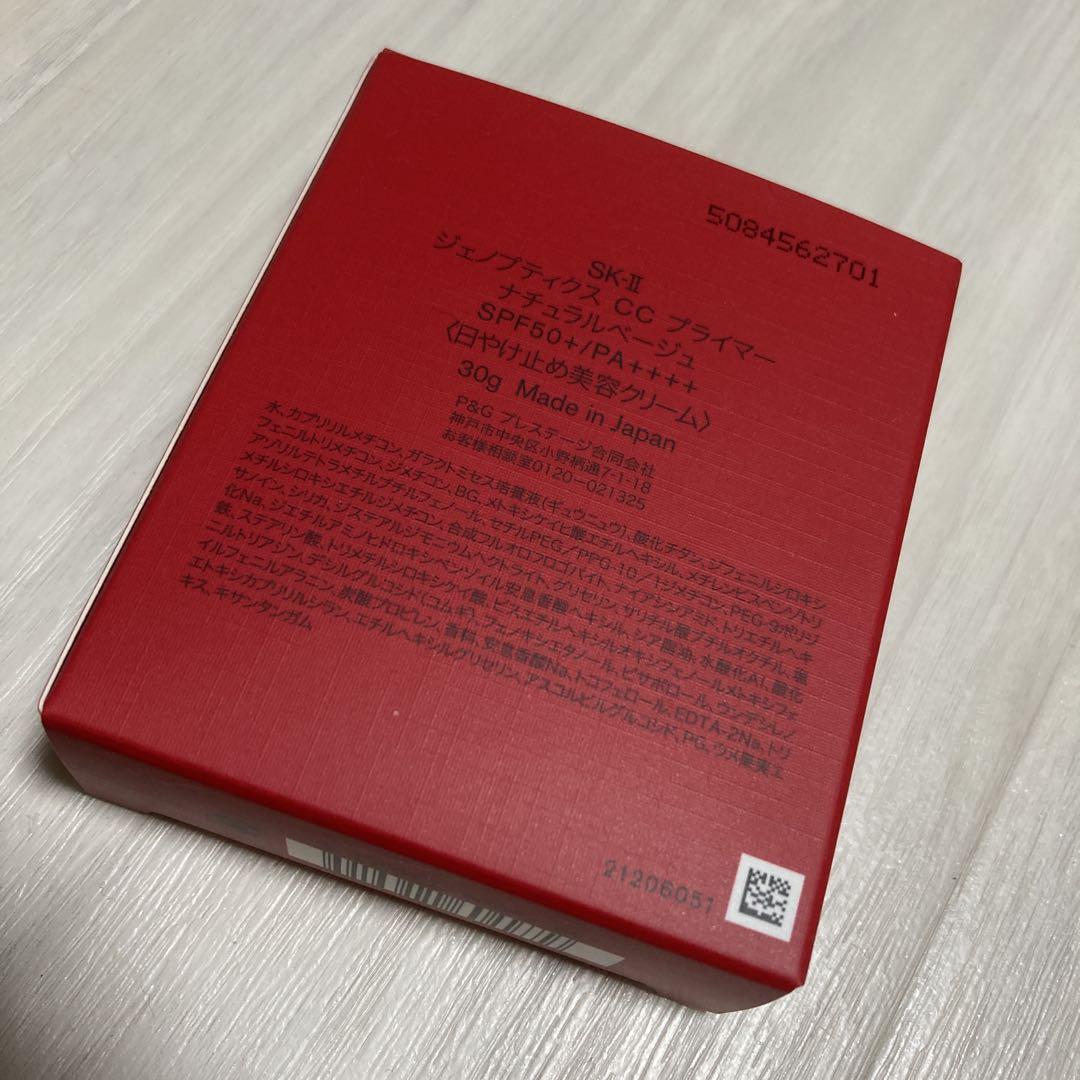 5084562701
SK-II
ジェノプティクス CC プライマー
ナチュラルベージュ
SPF50+/PA++++
〈日やけ止め美容クリーム〉
30g Made in Japan
P&G プレステージ合同会社
神戸市中央区小野柄通7-1-18
お客様相談室0120-021325
水、カプリリルメチコン、ガラクトミセス培養液(ギュウニュウ)、酸化チタン、ジフェニルシロキシ
フェニルトリメチコン、ジメチコン、BG、メトキシケイヒ酸エチルヘキシル、メチレンビスベンゾトリ
アゾリルテトラメチルブチルフェノール、セチルPEG/PPG-10/1ジメチコン、PEG-9ポリジ
メチルシロキシエチルジメチコン、合成フルオロフロゴパイト、ナイアシンアミド、トリエチルヘキ
サノイン、シリカ、ジステアルジモニウムヘクトライト、グリセリン、サリチル酸ブチルオクチル、塩
化Na、ジエチルアミノヒドロキシベンゾイル安息香酸ヘキシル、シア脂油、水酸化Al、酸化
鉄、ステアリン酸、トリメチルシロキシケイ酸、ビスエチルヘキシルオキシフェノールメトキシフェ
ニルトリアジン、デシルグルコシド(コムギ)、フェノキシエタノール、ビサボロール、ウンデシレノ
イルフェニルアラニン、炭酸プロピレン、香料、安息香酸Na、トコフェロール、EDTA-2Na、トリ
エトキシカプリリルシラン、エチルヘキシルグリセリン、アスコルビルグルコシド、PG、ウメ果実エ
キス、キサンタンガム
21206051